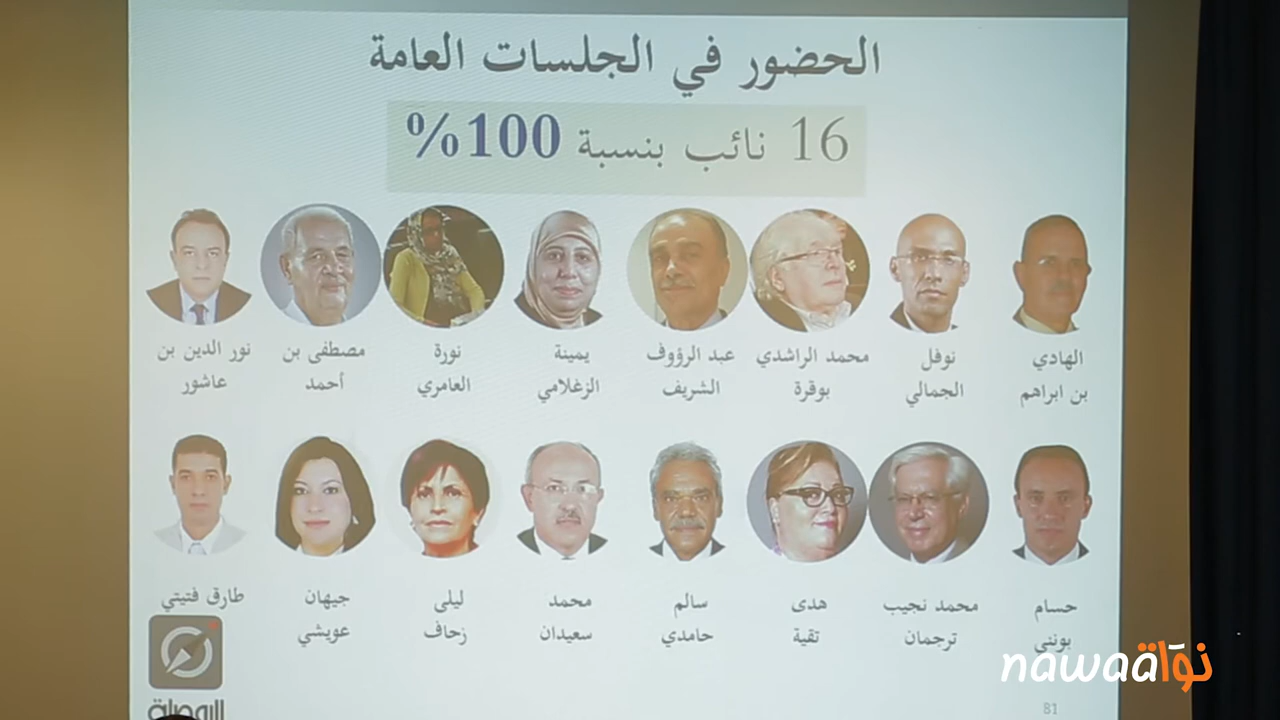 الحضور في الجلسات العامة
16 نائب بنسبة 100%
الهادي
بن ابراهم
نوفل
الجمالي
محمد الراشدي
بوقرة
عبد الرؤوف
الشريف
يمينة
الزغلامي
نورة
العامري
مصطفى بن
أحمد
نور الدين بن
عاشور
حسام
بونني
محمد نجيب
ترجمان
هدى
تقية
سالم
حامدي
محمد
سعيدان
ليلى
زحاف
جيهان
عويشي
طارق فتيتي
البوصلة
nawaat نواة
B1